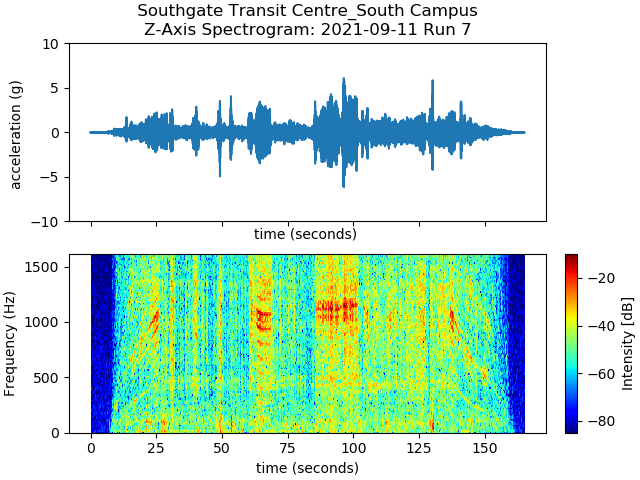 Southgate Transit Centre_South Campus
Z-Axis Spectrogram: 2021-09-11 Run 7
10
5
0
−5
−10
acceleration (g)
time (seconds)
1500
1000
500
0
Frequency (Hz)
0
25
50
75
100
125
150
time (seconds)
−20
−40
−60
−80
Intensity [dB]